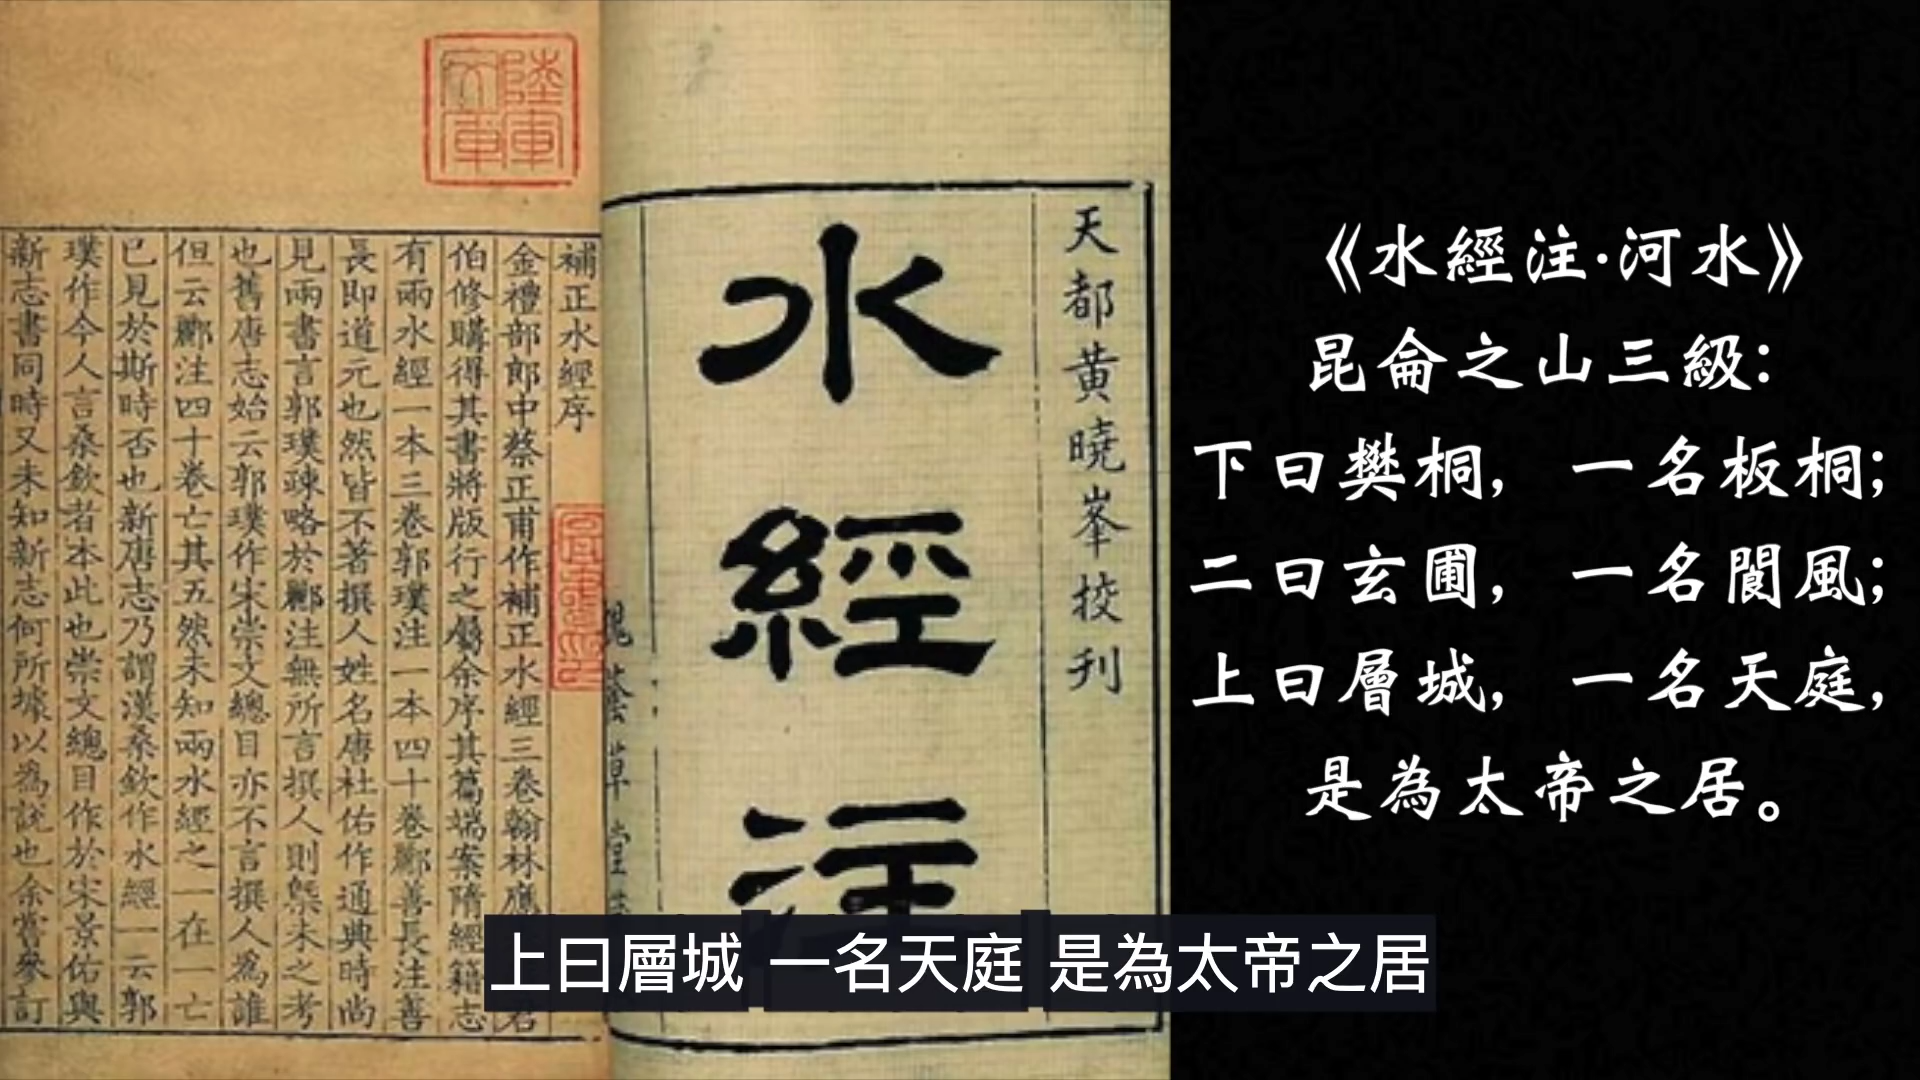 補正水經序
金禮部郎中蔡正甫作補正水經三卷翰林應
伯修購得其書將版行之屬余序其篇端案隋經籍志
有兩水經一本三卷郭璞注一本四十卷酈善長注善
長即道元也然皆不著撰人姓名唐杜佑作通典時尚
見兩書言郭璞疎略於酈注無所言撰人則槩未之考
也舊唐志始云郭璞作宋崇文總目亦不言撰人為誰
但云酈注四十卷亡其五然未知兩水經之一在一亡
已見於斯時否也新唐志乃謂漢桑欽作水經一云郭
璞作今人言桑欽者本此也崇文總目作於宋景佑與
新志書同時又未知新志何所據以為說也余嘗參訂
天都黃曉峯挍刊
水經注
《水經注·河水》
昆侖之山三級：
下曰樊桐，一名板桐；
二曰玄圃，一名閬風；
上曰層城，一名天庭，
是為太帝之居。
上曰層城 一名天庭 是為太帝之居